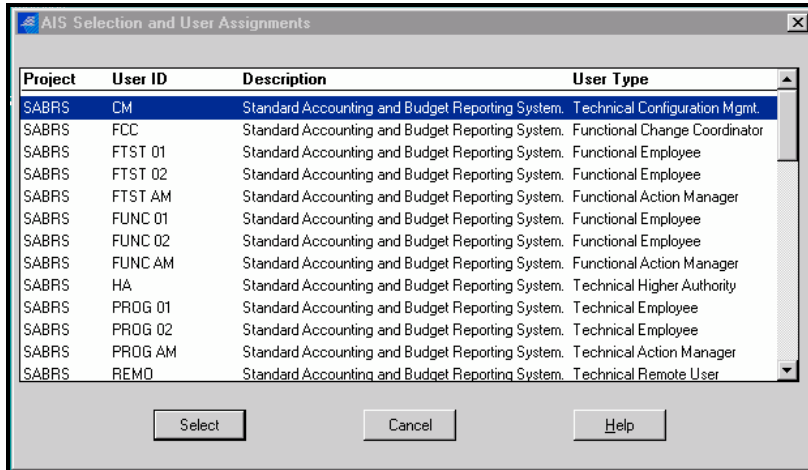 AIS Selection and User Assignments
Project User ID Description User Type
SABRS CM Standard Accounting and Budget Reporting System. Technical Configuration Mgmt.
SABRS FCC Standard Accounting and Budget Reporting System. Functional Change Coordinator
SABRS FTST 01 Standard Accounting and Budget Reporting System. Functional Employee
SABRS FTST 02 Standard Accounting and Budget Reporting System. Functional Employee
SABRS FTST AM Standard Accounting and Budget Reporting System. Functional Action Manager
SABRS FUNC 01 Standard Accounting and Budget Reporting System. Functional Employee
SABRS FUNC 02 Standard Accounting and Budget Reporting System. Functional Employee
SABRS FUNC AM Standard Accounting and Budget Reporting System. Functional Action Manager
SABRS HA Standard Accounting and Budget Reporting System. Technical Higher Authority
SABRS PROG 01 Standard Accounting and Budget Reporting System. Technical Employee
SABRS PROG 02 Standard Accounting and Budget Reporting System. Technical Employee
SABRS PROG AM Standard Accounting and Budget Reporting System. Technical Action Manager
SABRS REMO Standard Accounting and Budget Reporting System. Technical Remote User
Select Cancel Help